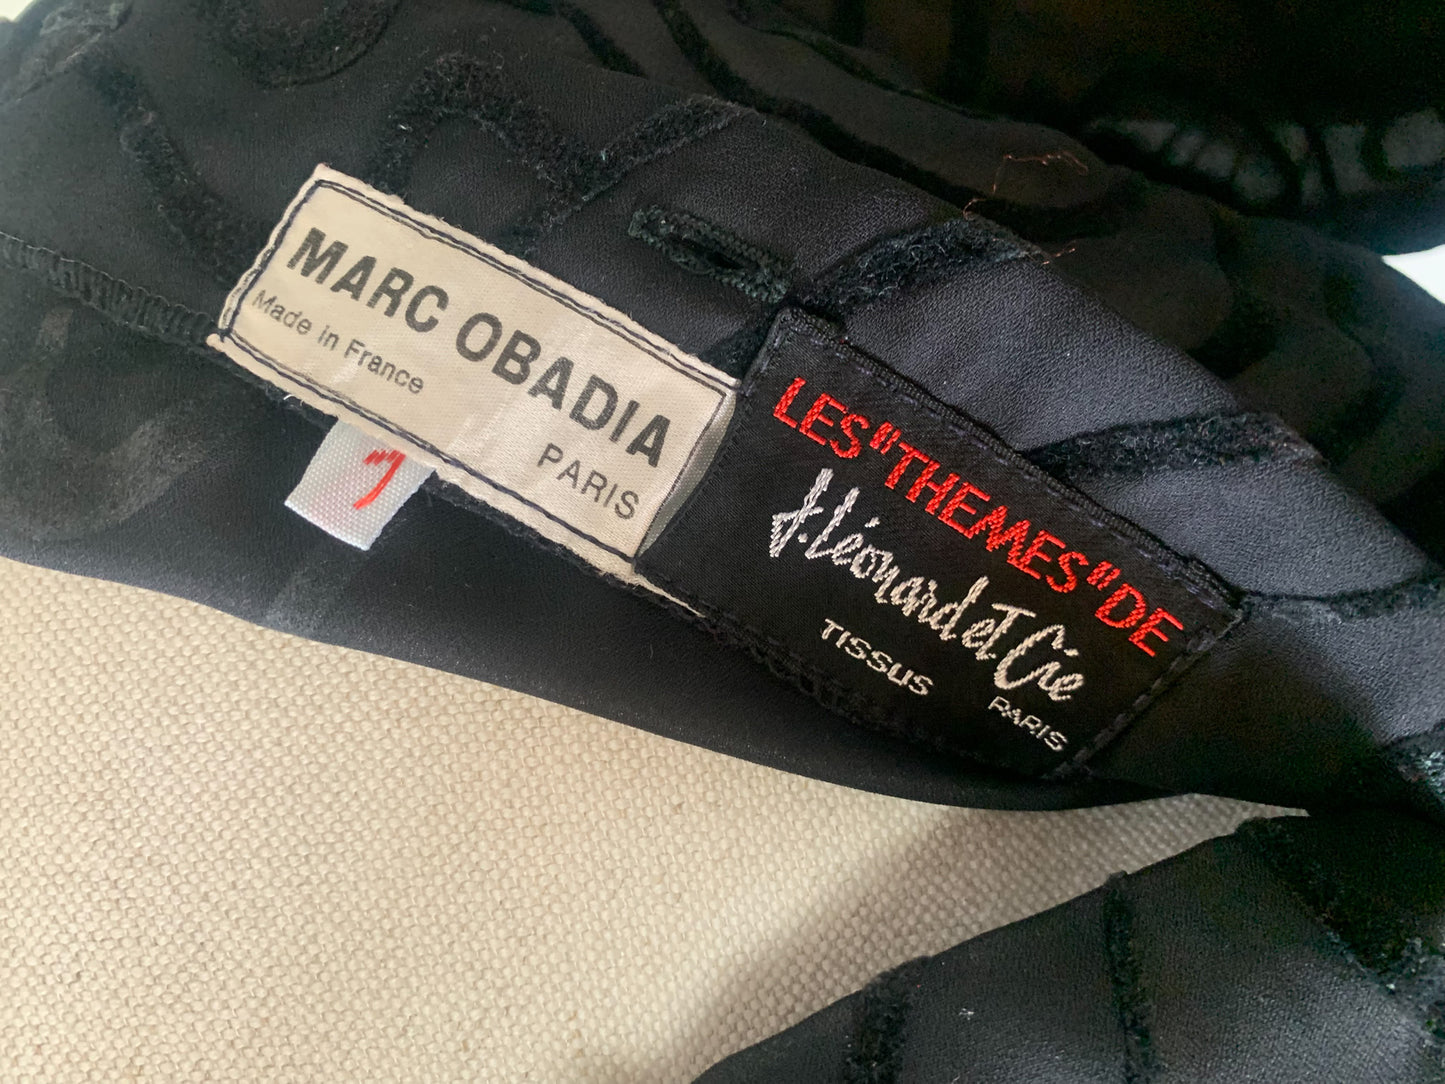 MARC OBADIA
Made in France
PARIS
LES "THEMES" DE
J. Léonard et Cie
TISSUS
PARIS